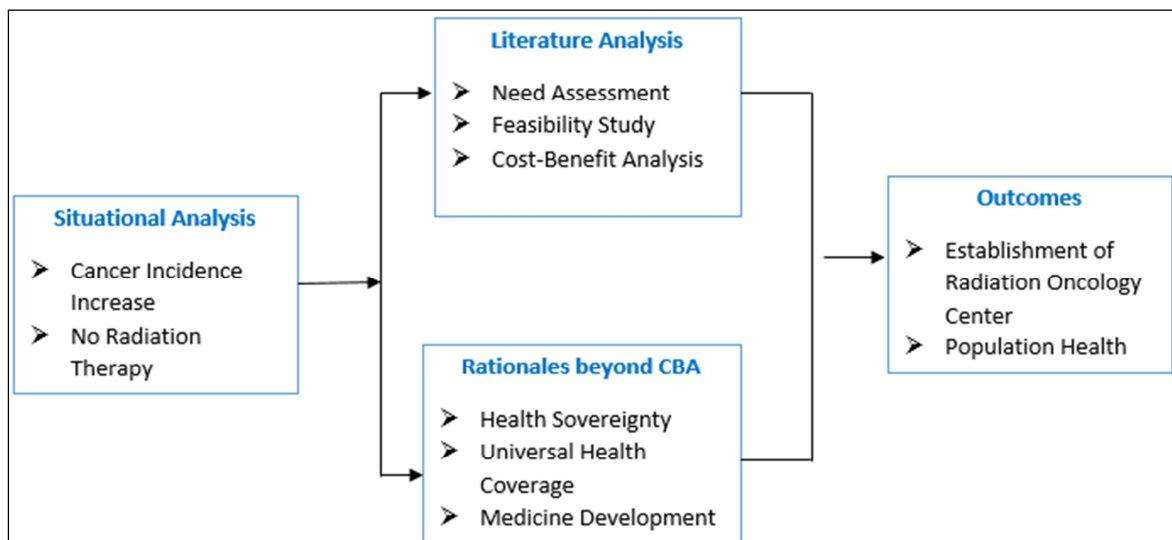 Literature Analysis
➤ Need Assessment
➤ Feasibility Study
➤ Cost-Benefit Analysis
Situational Analysis
➤ Cancer Incidence
Increase
➤ No Radiation
Therapy
Rationales beyond CBA
➤ Health Sovereignty
➤ Universal Health
Coverage
➤ Medicine Development
Outcomes
➤ Establishment of
Radiation Oncology
Center
➤ Population Health